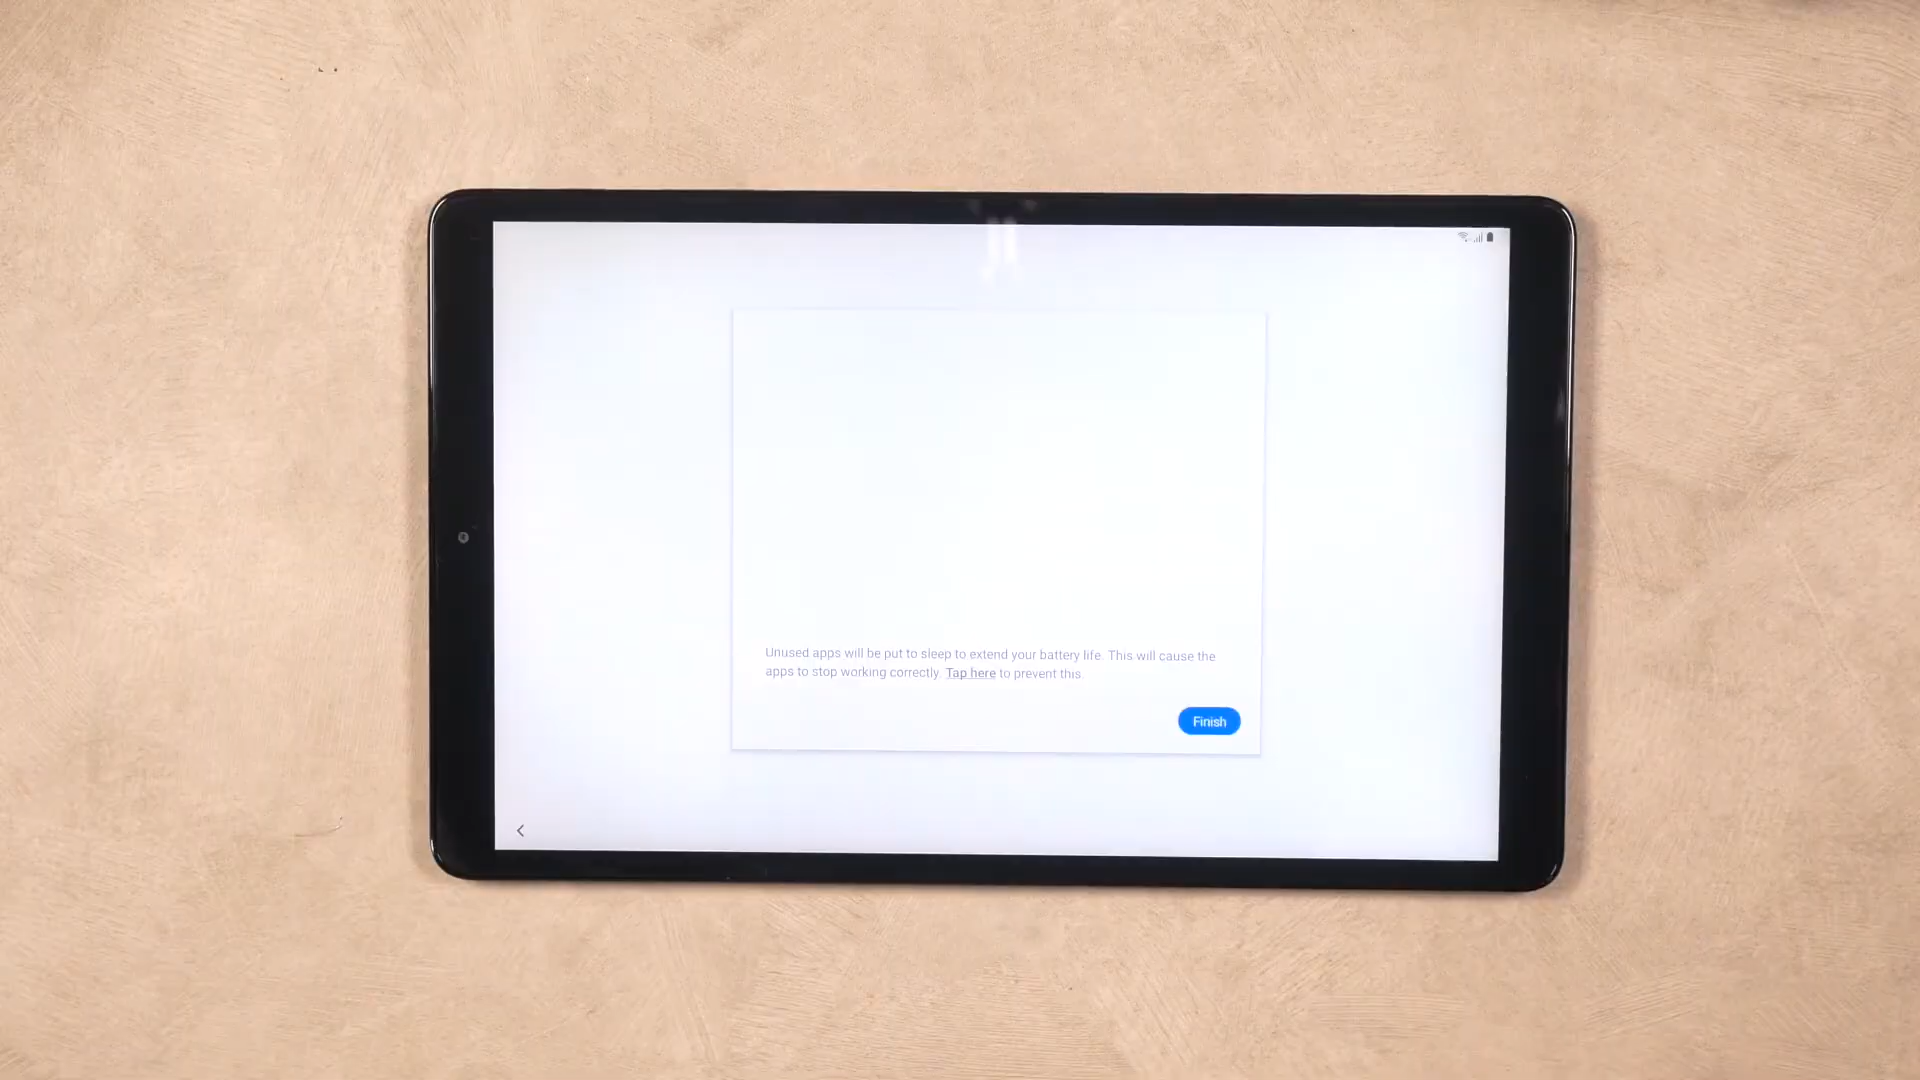 Unused apps will be put to sleep to extend your battery life. This will cause the
apps to stop working correctly. Tap here to prevent this.
Finish